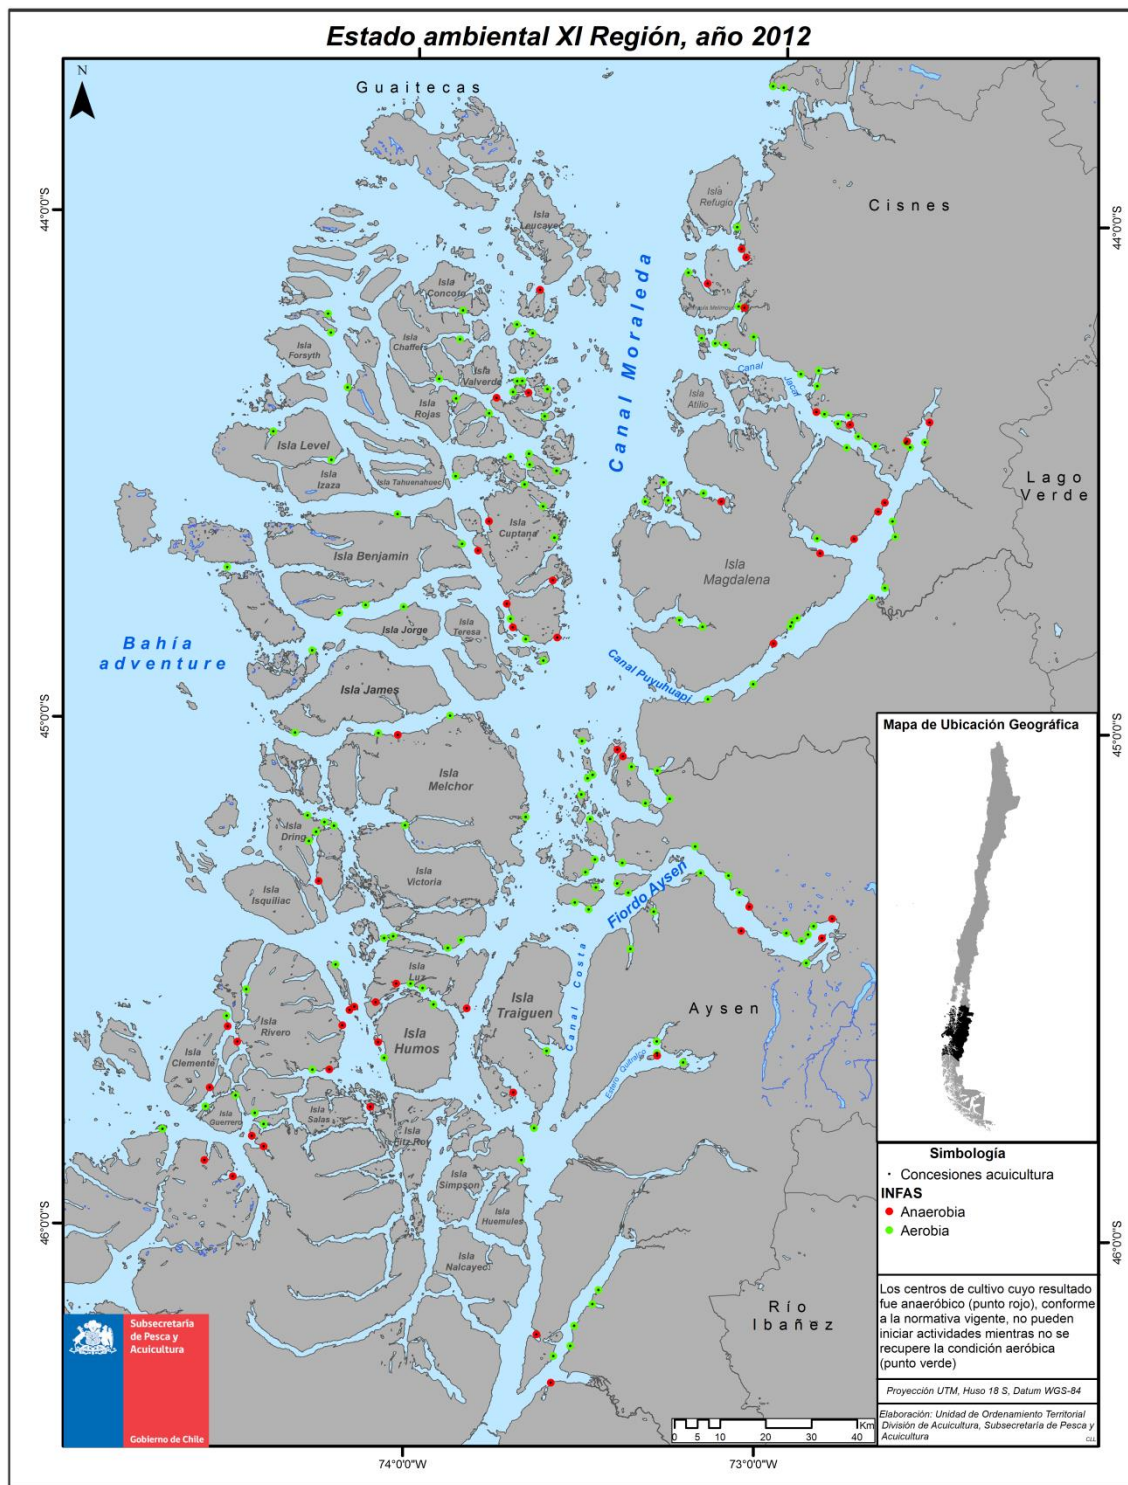 Estado ambiental XI Región, año 2012
N
Guaitecas
Isla
Refugio
Cisnes
44°0'0"S
44°0'0"S
Isla
Leucayec
Isla
Concoto
Canal Moraleda
Isla
Forsyth
Isla
Chaffers
Isla
Valverde
Canal
Jacaf
Isla
Rojas
Isla
Atilio
Isla Level
Isla
Izaza
Isla Tahuenahuec
Lago
Verde
Isla
Cuptana
Isla Benjamin
Isla
Magdalena
Isla Jorge
Isla
Teresa
Bahía
adventure
Canal Puyuhuapi
Isla James
45°0'0"S
45°0'0"S
Mapa de Ubicación Geográfica
Isla
Melchor
Isla
Dring
Isla
Victoria
Isla
Isquiliac
Fiordo Aysen
Canal Costa
Isla
Luz
Isla
Traiguen
Aysen
Isla
Rivero
Isla
Humos
Isla
Clemente
Estero Quitralco
Isla
Guerrero
Isla
Salas
Isla
Fitz Roy
Isla
Simpson
Isla
Huemules
Isla
Nalcayec
46°0'0"S
46°0'0"S
Río
Ibañez
Simbología
Concesiones acuicultura
INFAS
Anaerobia
Aerobia
Los centros de cultivo cuyo resultado
fue anaeróbico (punto rojo), conforme
a la normativa vigente, no pueden
iniciar actividades mientras no se
recupere la condición aeróbica
(punto verde)
Proyección UTM, Huso 18 S, Datum WGS-84
Elaboración: Unidad de Ordenamiento Territorial
División de Acuicultura, Subsecretaría de Pesca y
Acuicultura
CLL
Subsecretaría
de Pesca y
Acuicultura
Gobierno de Chile
Km
0 5 10 20 30 40
74°0'0"W
73°0'0"W